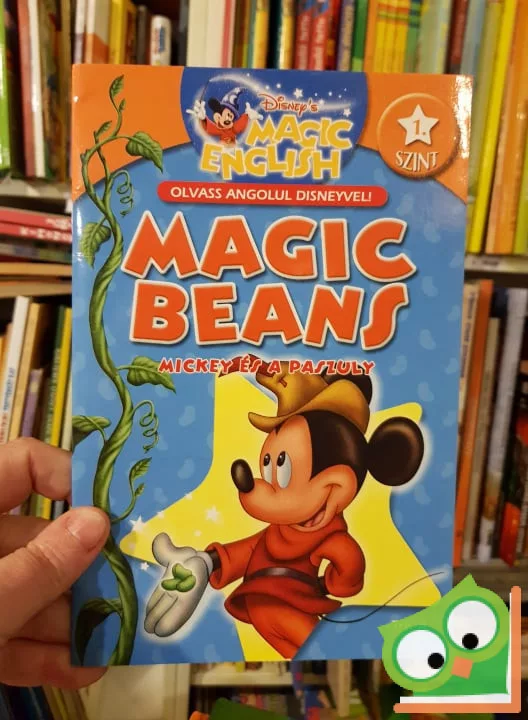 Disney's
MAGIC
ENGLISH
1.
SZINT
OLVASS ANGOLUL DISNEYVEL!
MAGIC
BEANS
MICKEY ÉS A PASZULY